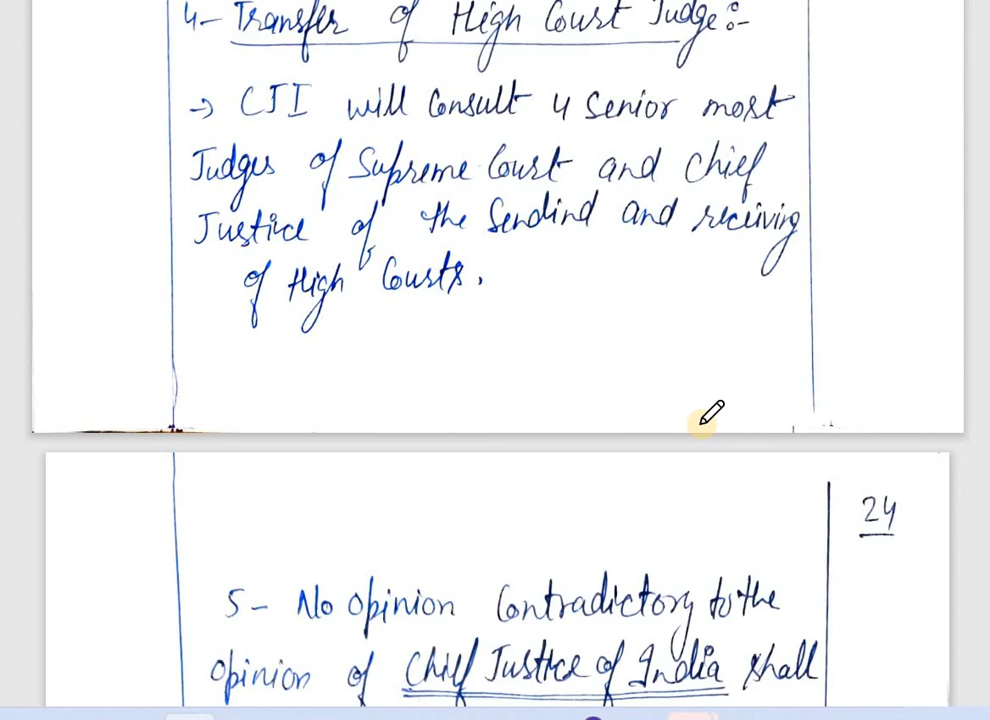 4- Transfer of High Court Judge:-
→ CJI will Consult 4 Senior most
Judges of Supreme Court and Chief
Justice of the Sendind and receiving
of High Courts.
24
5- No opinion Contradictory to the
opinion of Chief Justice of India shall